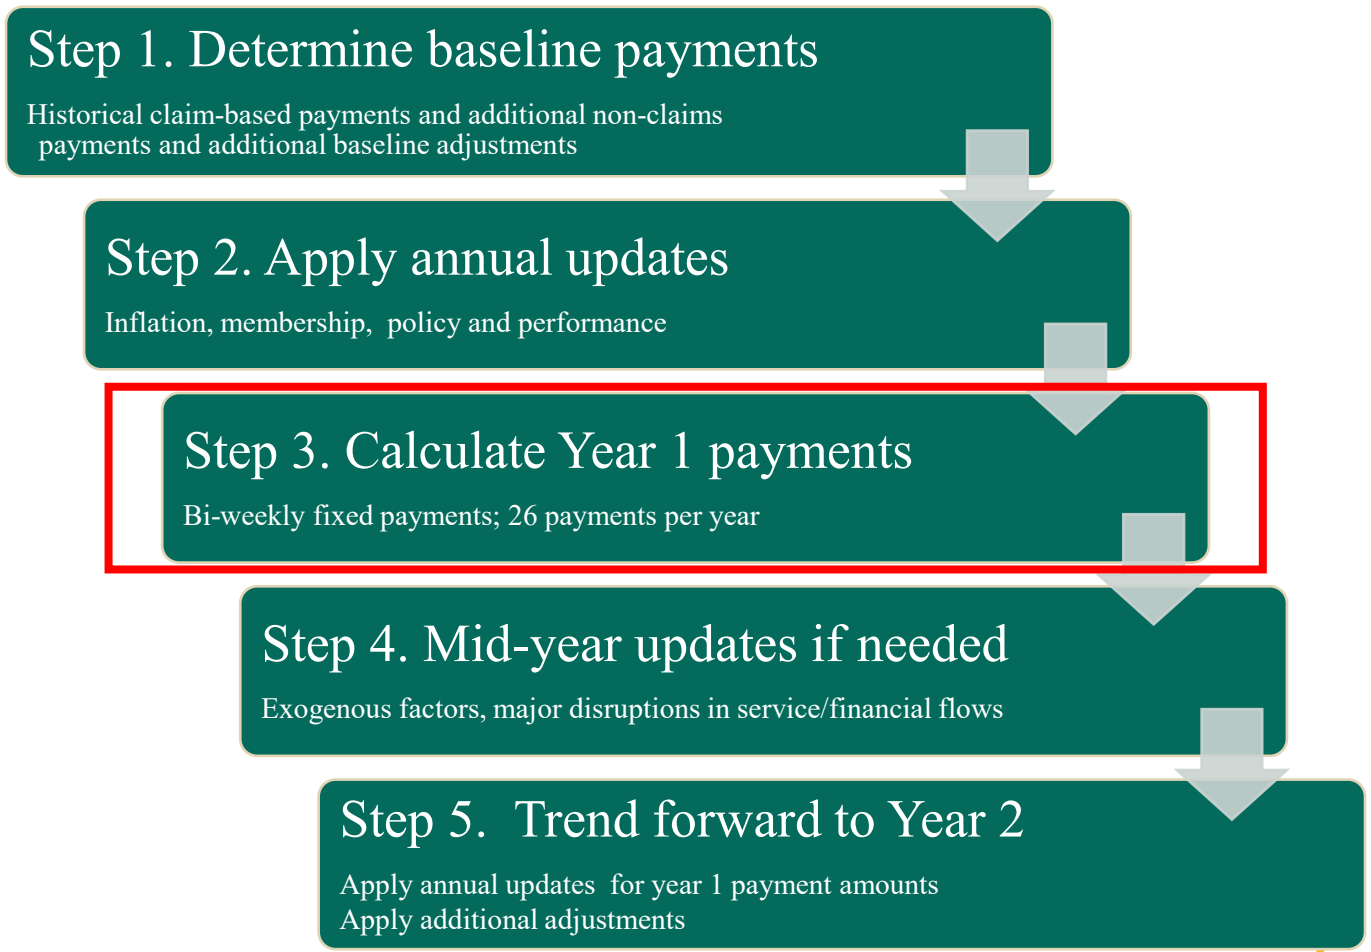 Step 1. Determine baseline payments
Historical claim-based payments and additional non-claims
payments and additional baseline adjustments
Step 2. Apply annual updates
Inflation, membership,  policy and performance
Step 3. Calculate Year 1 payments
Bi-weekly fixed payments; 26 payments per year
Step 4. Mid-year updates if needed
Exogenous factors, major disruptions in service/financial flows
Step 5.  Trend forward to Year 2
Apply annual updates  for year 1 payment amounts
Apply additional adjustments